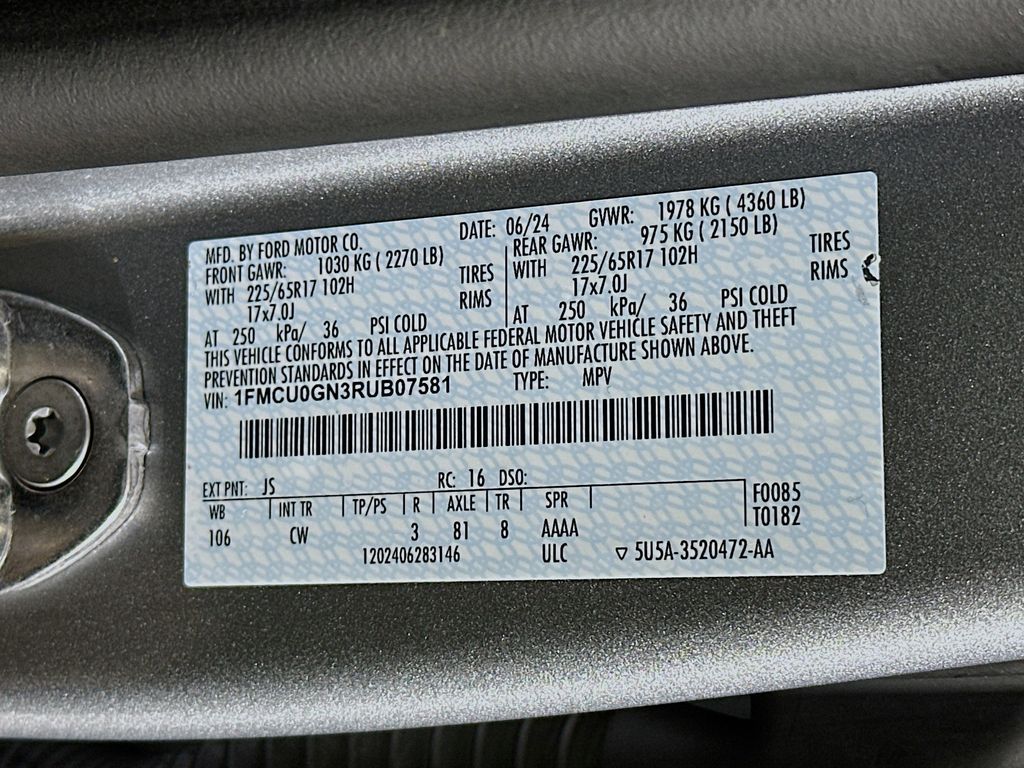 MFD. BY FORD MOTOR CO. DATE: 06/24 GVWR: 1978 KG ( 4360 LB)
FRONT GAWR: 1030 KG ( 2270 LB) REAR GAWR: 975 KG ( 2150 LB)
WITH 225/65R17 102H TIRES WITH 225/65R17 102H TIRES
17x7.0J RIMS 17x7.0J RIMS
AT 250 kPa/ 36 PSI COLD AT 250 kPa/ 36 PSI COLD
THIS VEHICLE CONFORMS TO ALL APPLICABLE FEDERAL MOTOR VEHICLE SAFETY AND THEFT
PREVENTION STANDARDS IN EFFECT ON THE DATE OF MANUFACTURE SHOWN ABOVE.
VIN: 1FMCU0GN3RUB07581 TYPE: MPV
EXT PNT: JS RC: 16 DSO:
WB INT TR TP/PS R AXLE TR SPR F0085
106 CW 3 81 8 AAAA T0182
1202406283146 ULC ▽ 5U5A-3520472-AA